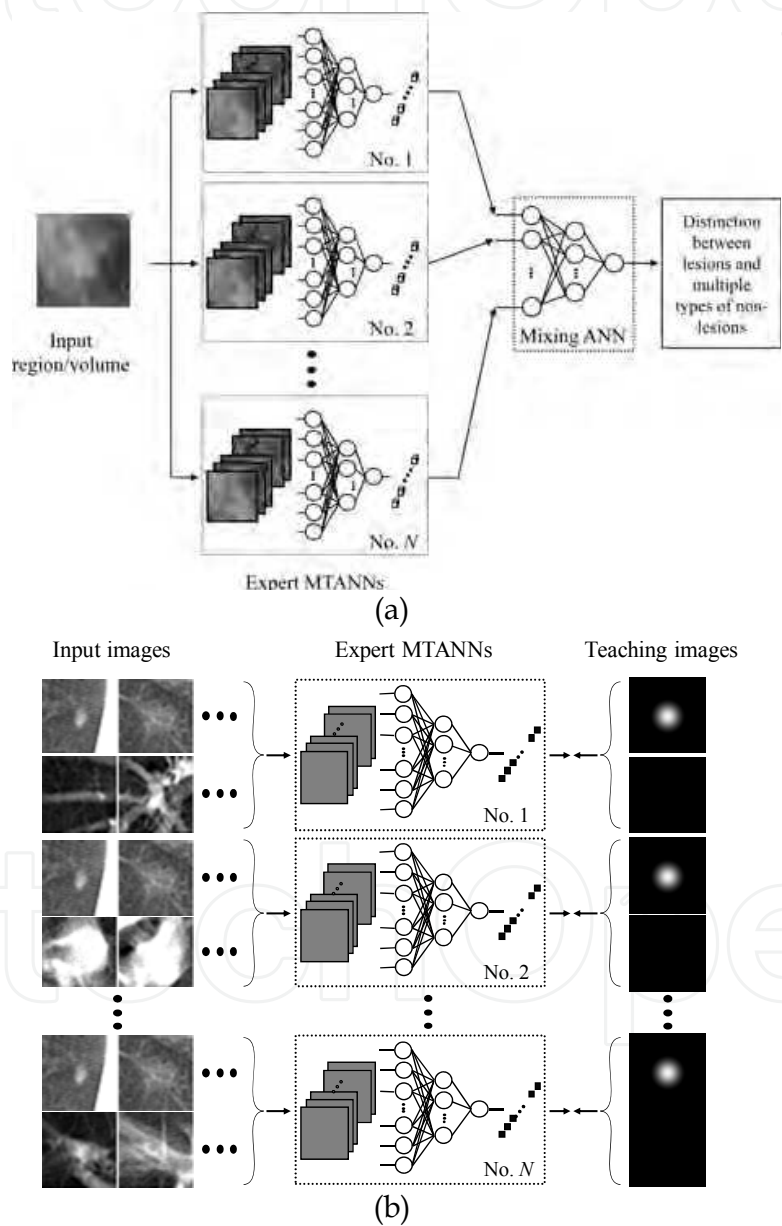 No. 1
Input
region/volume
No. 2
No. N
Expert MTANNs
Mixing ANN
Distinction
between
lesions and
multiple
types of non-
lesions
(a)
Input images
Expert MTANNs
Teaching images
No. 1
No. 2
No. N
(b)